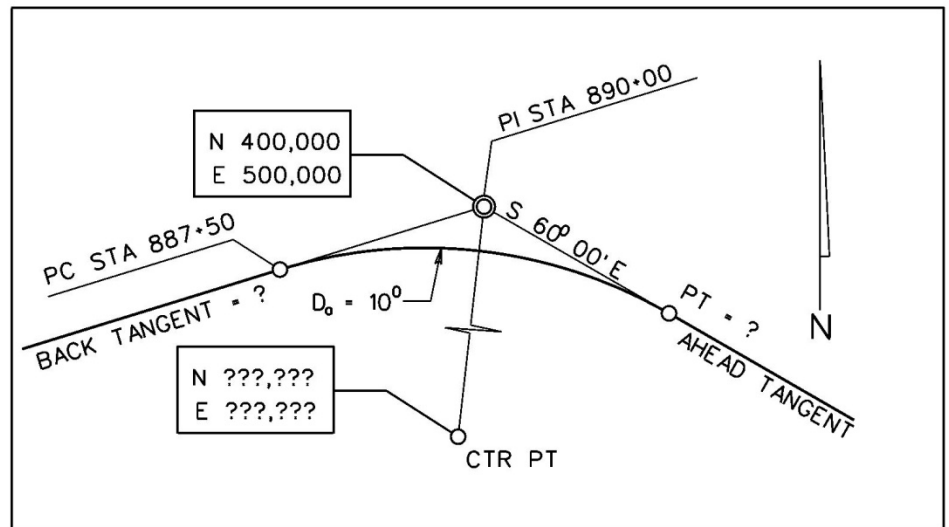 PI STA 890+00
N 400,000
E 500,000
S 60° 00' E
PC STA 887+50
Da = 10°
PT = ?
BACK TANGENT = ?
N
AHEAD TANGENT
N ???,???
E ???,???
CTR PT